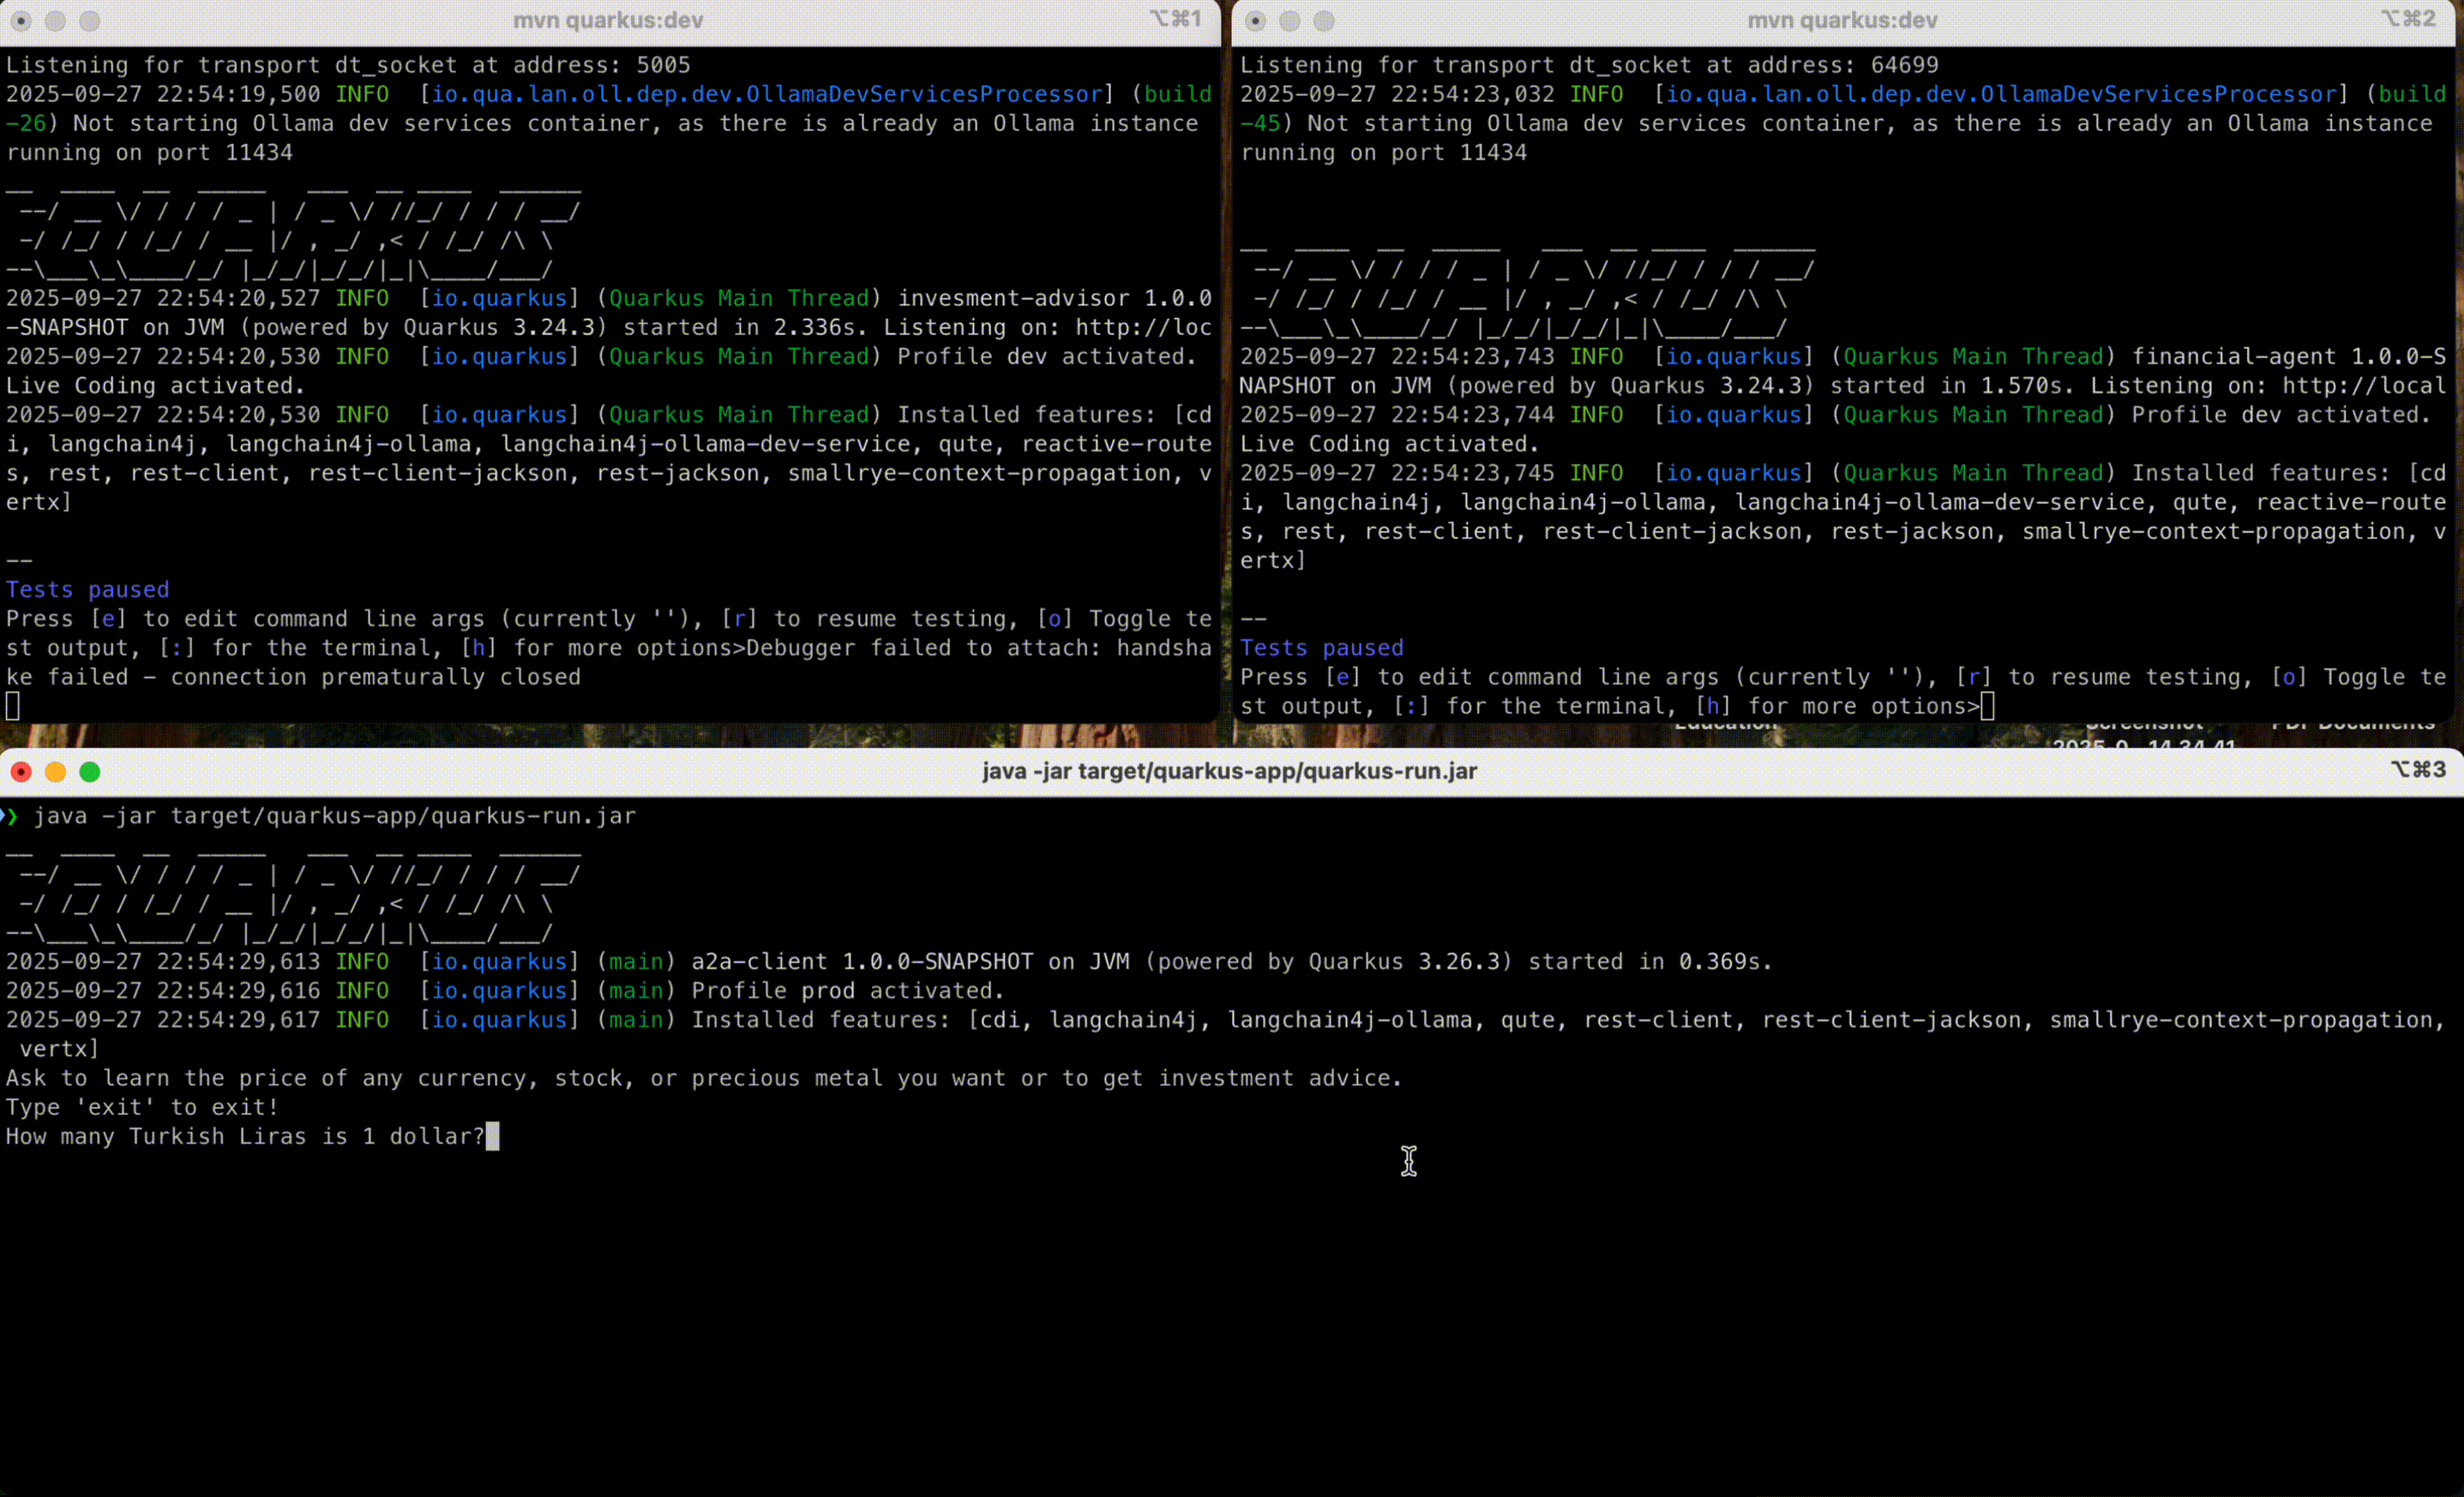 mvn quarkus:dev ⌥⌘1
Listening for transport dt_socket at address: 5005
2025-09-27 22:54:19,500 INFO  [io.qua.lan.oll.dep.dev.OllamaDevServicesProcessor] (build
-26) Not starting Ollama dev services container, as there is already an Ollama instance
running on port 11434
__  ____  __  _____   ___  __ ____  ______
 --/ __ \/ / / / _ | / _ \/ //_/ / / / __/
 -/ /_/ / /_/ / __ |/ , _/ ,< / /_/ /\ \
--\___\_\____/_/ |_/_/|_/_/|_|\____/___/
2025-09-27 22:54:20,527 INFO  [io.quarkus] (Quarkus Main Thread) invesment-advisor 1.0.0
-SNAPSHOT on JVM (powered by Quarkus 3.24.3) started in 2.336s. Listening on: http://loc
2025-09-27 22:54:20,530 INFO  [io.quarkus] (Quarkus Main Thread) Profile dev activated.
Live Coding activated.
2025-09-27 22:54:20,530 INFO  [io.quarkus] (Quarkus Main Thread) Installed features: [cd
i, langchain4j, langchain4j-ollama, langchain4j-ollama-dev-service, qute, reactive-route
s, rest, rest-client, rest-client-jackson, rest-jackson, smallrye-context-propagation, v
ertx]
--
Tests paused
Press [e] to edit command line args (currently ''), [r] to resume testing, [o] Toggle te
st output, [:] for the terminal, [h] for more options>Debugger failed to attach: handsha
ke failed - connection prematurally closed
mvn quarkus:dev ⌥⌘2
Listening for transport dt_socket at address: 64699
2025-09-27 22:54:23,032 INFO  [io.qua.lan.oll.dep.dev.OllamaDevServicesProcessor] (build
-45) Not starting Ollama dev services container, as there is already an Ollama instance
running on port 11434
__  ____  __  _____   ___  __ ____  ______
 --/ __ \/ / / / _ | / _ \/ //_/ / / / __/
 -/ /_/ / /_/ / __ |/ , _/ ,< / /_/ /\ \
--\___\_\____/_/ |_/_/|_/_/|_|\____/___/
2025-09-27 22:54:23,743 INFO  [io.quarkus] (Quarkus Main Thread) financial-agent 1.0.0-S
NAPSHOT on JVM (powered by Quarkus 3.24.3) started in 1.570s. Listening on: http://local
2025-09-27 22:54:23,744 INFO  [io.quarkus] (Quarkus Main Thread) Profile dev activated.
Live Coding activated.
2025-09-27 22:54:23,745 INFO  [io.quarkus] (Quarkus Main Thread) Installed features: [cd
i, langchain4j, langchain4j-ollama, langchain4j-ollama-dev-service, qute, reactive-route
s, rest, rest-client, rest-client-jackson, rest-jackson, smallrye-context-propagation, v
ertx]
--
Tests paused
Press [e] to edit command line args (currently ''), [r] to resume testing, [o] Toggle te
st output, [:] for the terminal, [h] for more options>
Education Screenshot PDF Documents
java -jar target/quarkus-app/quarkus-run.jar ⌥⌘3
❯ java -jar target/quarkus-app/quarkus-run.jar
__  ____  __  _____   ___  __ ____  ______
 --/ __ \/ / / / _ | / _ \/ //_/ / / / __/
 -/ /_/ / /_/ / __ |/ , _/ ,< / /_/ /\ \
--\___\_\____/_/ |_/_/|_/_/|_|\____/___/
2025-09-27 22:54:29,613 INFO  [io.quarkus] (main) a2a-client 1.0.0-SNAPSHOT on JVM (powered by Quarkus 3.26.3) started in 0.369s.
2025-09-27 22:54:29,616 INFO  [io.quarkus] (main) Profile prod activated.
2025-09-27 22:54:29,617 INFO  [io.quarkus] (main) Installed features: [cdi, langchain4j, langchain4j-ollama, qute, rest-client, rest-client-jackson, smallrye-context-propagation,
 vertx]
Ask to learn the price of any currency, stock, or precious metal you want or to get investment advice.
Type 'exit' to exit!
How many Turkish Liras is 1 dollar?